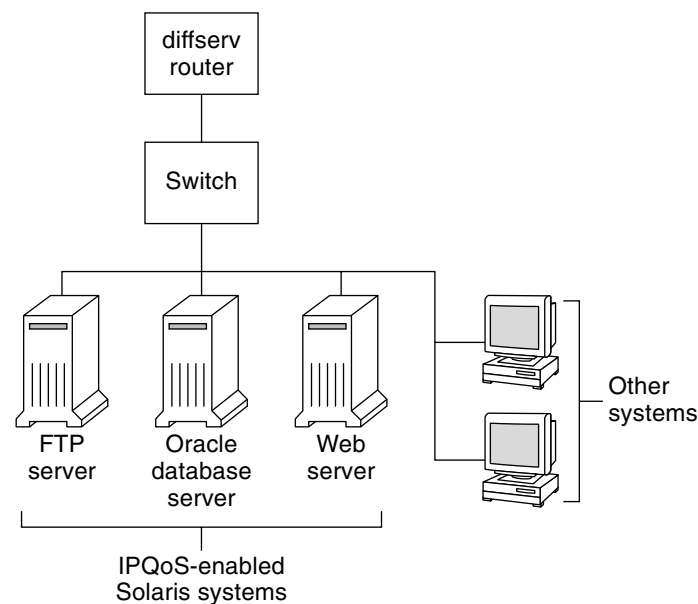 diffserv
router
Switch
FTP
server
Oracle
database
server
Web
server
Other
systems
IPQoS-enabled
Solaris systems